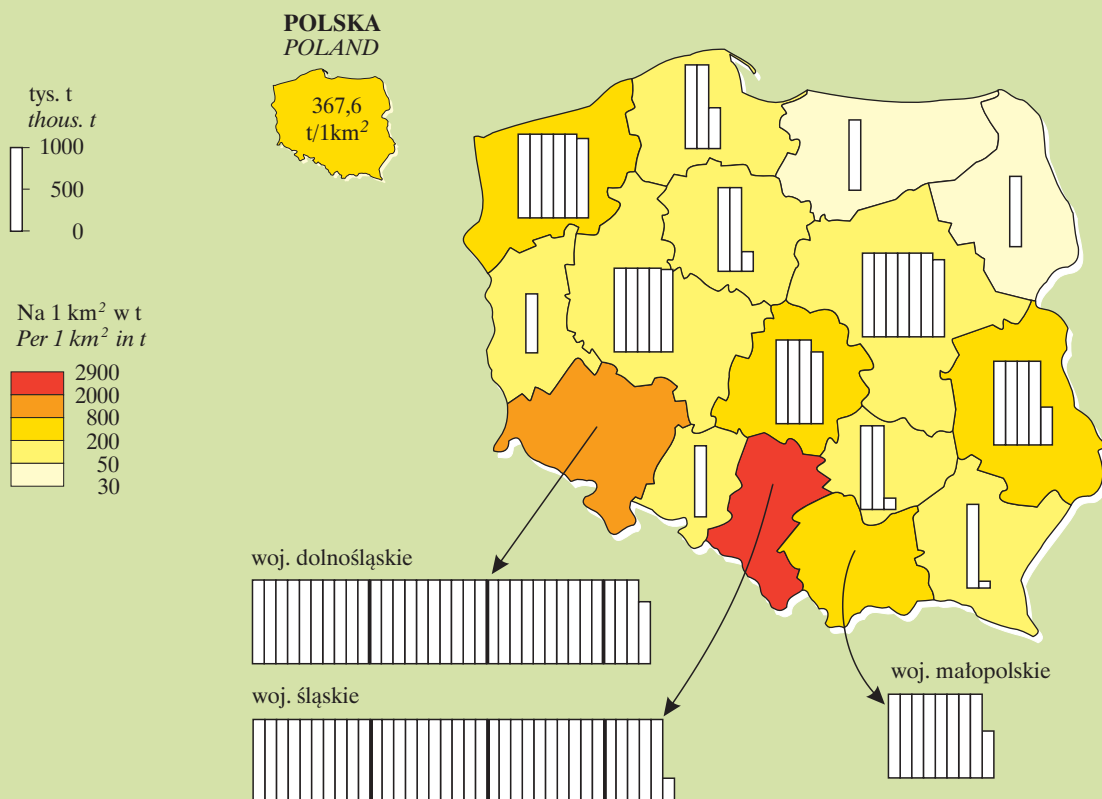 POLSKA
POLAND
367,6
t/1km²
tys. t
thous. t
1000
500
0
Na 1 km² w t
Per 1 km² in t
2900
2000
800
200
50
30
woj. dolnośląskie
woj. śląskie
woj. małopolskie